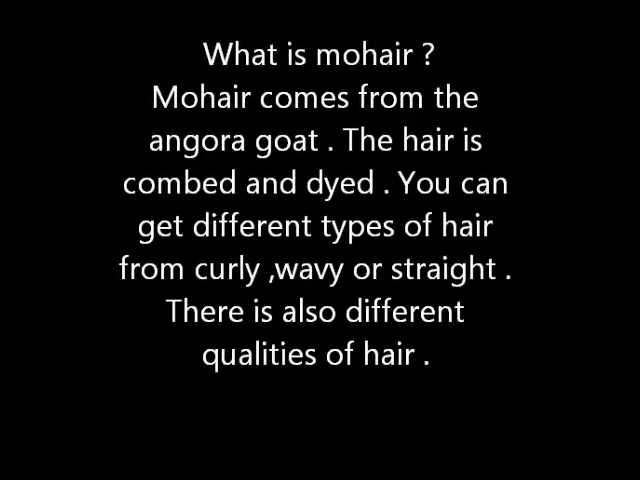 What is mohair ?
Mohair comes from the
angora goat . The hair is
combed and dyed . You can
get different types of hair
from curly ,wavy or straight .
There is also different
qualities of hair .